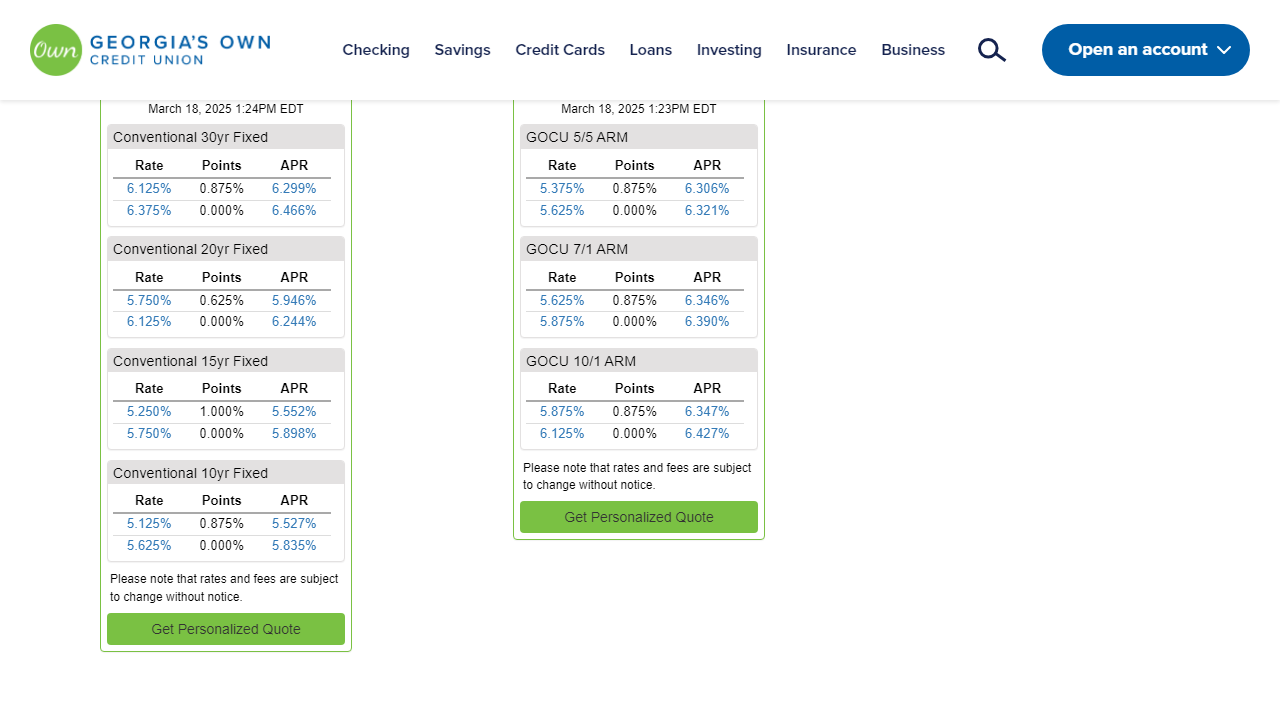 Own GEORGIA'S OWN
CREDIT UNION
Checking Savings Credit Cards Loans Investing Insurance Business
Open an account
March 18, 2025 1:24PM EDT
Conventional 30yr Fixed
Rate Points APR
6.125% 0.875% 6.299%
6.375% 0.000% 6.466%
Conventional 20yr Fixed
Rate Points APR
5.750% 0.625% 5.946%
6.125% 0.000% 6.244%
Conventional 15yr Fixed
Rate Points APR
5.250% 1.000% 5.552%
5.750% 0.000% 5.898%
Conventional 10yr Fixed
Rate Points APR
5.125% 0.875% 5.527%
5.625% 0.000% 5.835%
Please note that rates and fees are subject
to change without notice.
Get Personalized Quote
March 18, 2025 1:23PM EDT
GOCU 5/5 ARM
Rate Points APR
5.375% 0.875% 6.306%
5.625% 0.000% 6.321%
GOCU 7/1 ARM
Rate Points APR
5.625% 0.875% 6.346%
5.875% 0.000% 6.390%
GOCU 10/1 ARM
Rate Points APR
5.875% 0.875% 6.347%
6.125% 0.000% 6.427%
Please note that rates and fees are subject
to change without notice.
Get Personalized Quote